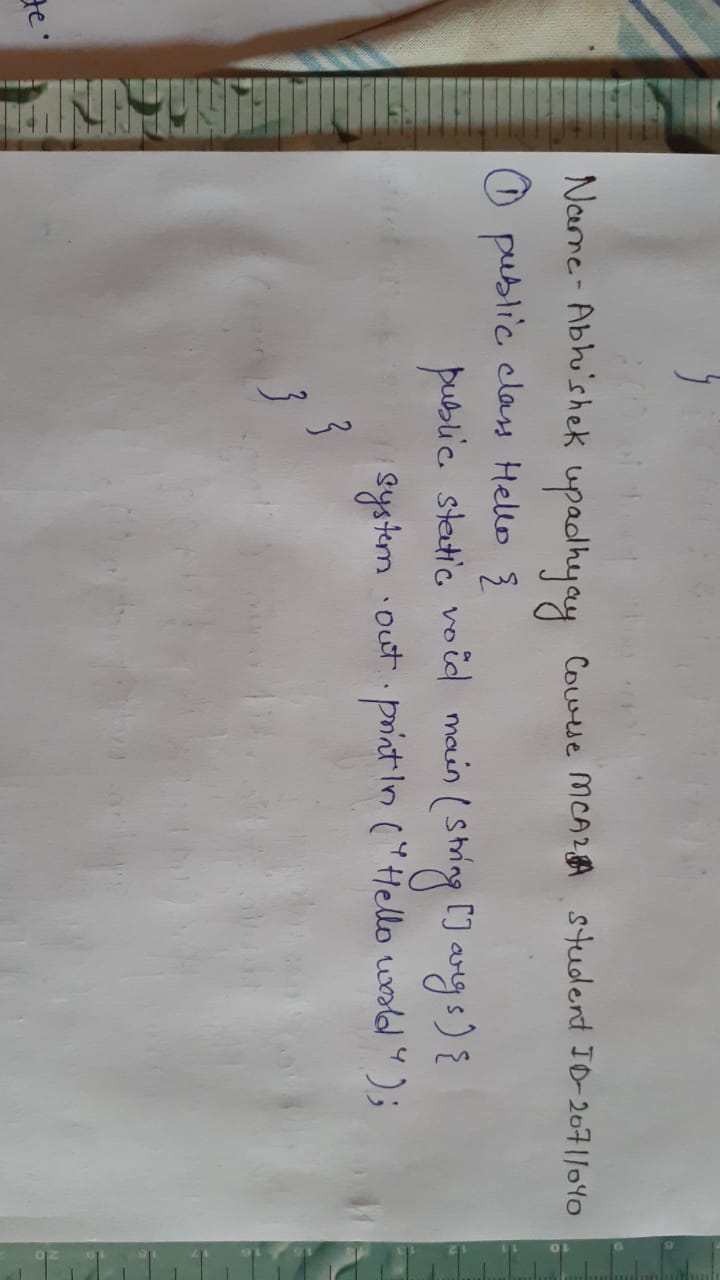 }
Name- Abhishek upadhyay Course MCA2A student ID-20711040
① public class Hello {
public static void main (string [] args) {
system . out . println ("Hello world");
}
}